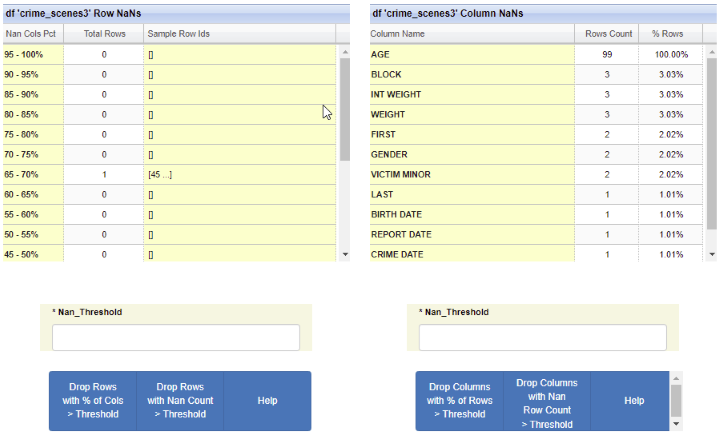 df 'crime_scenes3' Row NaNs
Nan Cols Pct Total Rows Sample Row Ids
95 - 100% 0 []
90 - 95% 0 []
85 - 90% 0 []
80 - 85% 0 []
75 - 80% 0 []
70 - 75% 0 []
65 - 70% 1 [45 ...]
60 - 65% 0 []
55 - 60% 0 []
50 - 55% 0 []
45 - 50% 0 []
* Nan_Threshold
Drop Rows
with % of Cols
> Threshold
Drop Rows
with Nan Count
> Threshold
Help
df 'crime_scenes3' Column NaNs
Column Name Rows Count % Rows
AGE 99 100.00%
BLOCK 3 3.03%
INT WEIGHT 3 3.03%
WEIGHT 3 3.03%
FIRST 2 2.02%
GENDER 2 2.02%
VICTIM MINOR 2 2.02%
LAST 1 1.01%
BIRTH DATE 1 1.01%
REPORT DATE 1 1.01%
CRIME DATE 1 1.01%
* Nan_Threshold
Drop Columns
with % of Rows
> Threshold
Drop Columns
with Nan
Row Count
> Threshold
Help